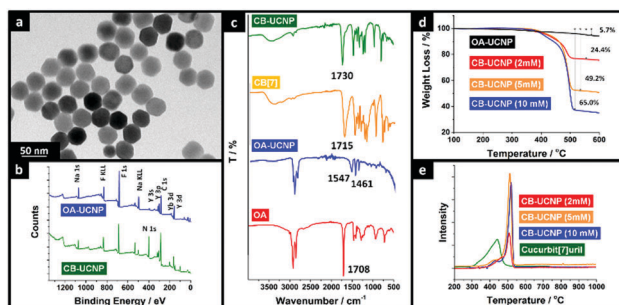 a
50 nm
b
Counts
Na 1s
F KLL
F 1s
Na KLL
Y 3s
Y 3p
C 1s
Yb 3d
Y 3d
OA-UCNP
N 1s
CB-UCNP
1200 1000 800 600 400 200 0
Binding Energy / eV
c
T / %
CB-UCNP
1730
CB[7]
1715
OA-UCNP
1547 1461
OA
1708
4000 3500 3000 2500 2000 1500 1000 500
Wavenumber / cm-1
d
Weight Loss / %
100
80
60
40
20
0
OA-UCNP
CB-UCNP (2mM)
CB-UCNP (5mM)
CB-UCNP (10 mM)
5.7%
24.4%
49.2%
65.0%
100 200 300 400 500 600
Temperature / °C
e
Intensity
CB-UCNP (2mM)
CB-UCNP (5mM)
CB-UCNP (10 mM)
Cucurbit[7]uril
200 300 400 500 600 700 800 900 1000
Temperature / °C